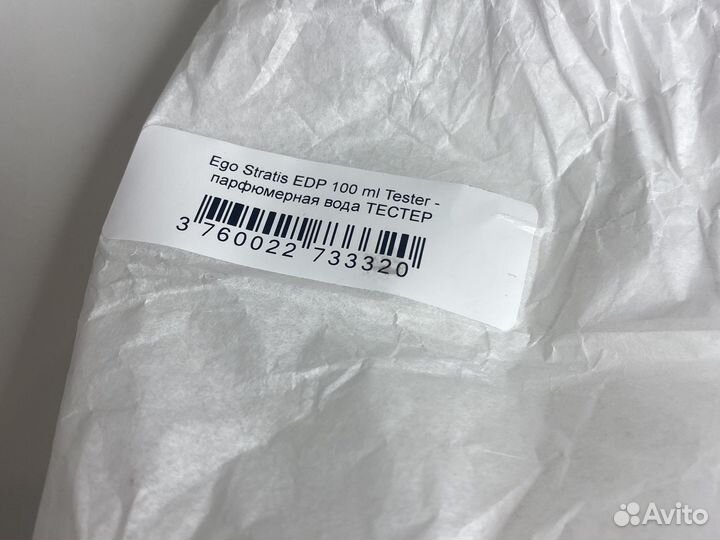 Ego Stratis EDP 100 ml Tester -
парфюмерная вода ТЕСТЕР
3 760022 733320
Avito